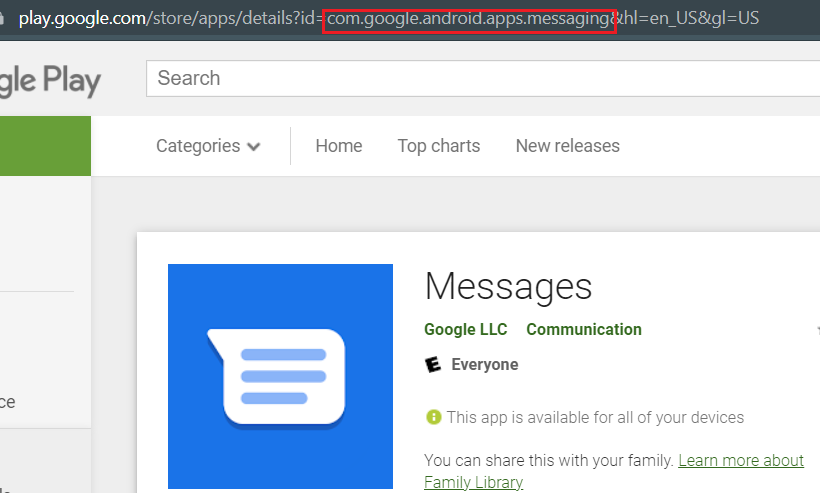 play.google.com/store/apps/details?id=com.google.android.apps.messaging&hl=en_US&gl=US
gle Play
Search
Categories
Home
Top charts
New releases
Messages
Google LLC
Communication
E
Everyone
This app is available for all of your devices
You can share this with your family. Learn more about
Family Library
ce